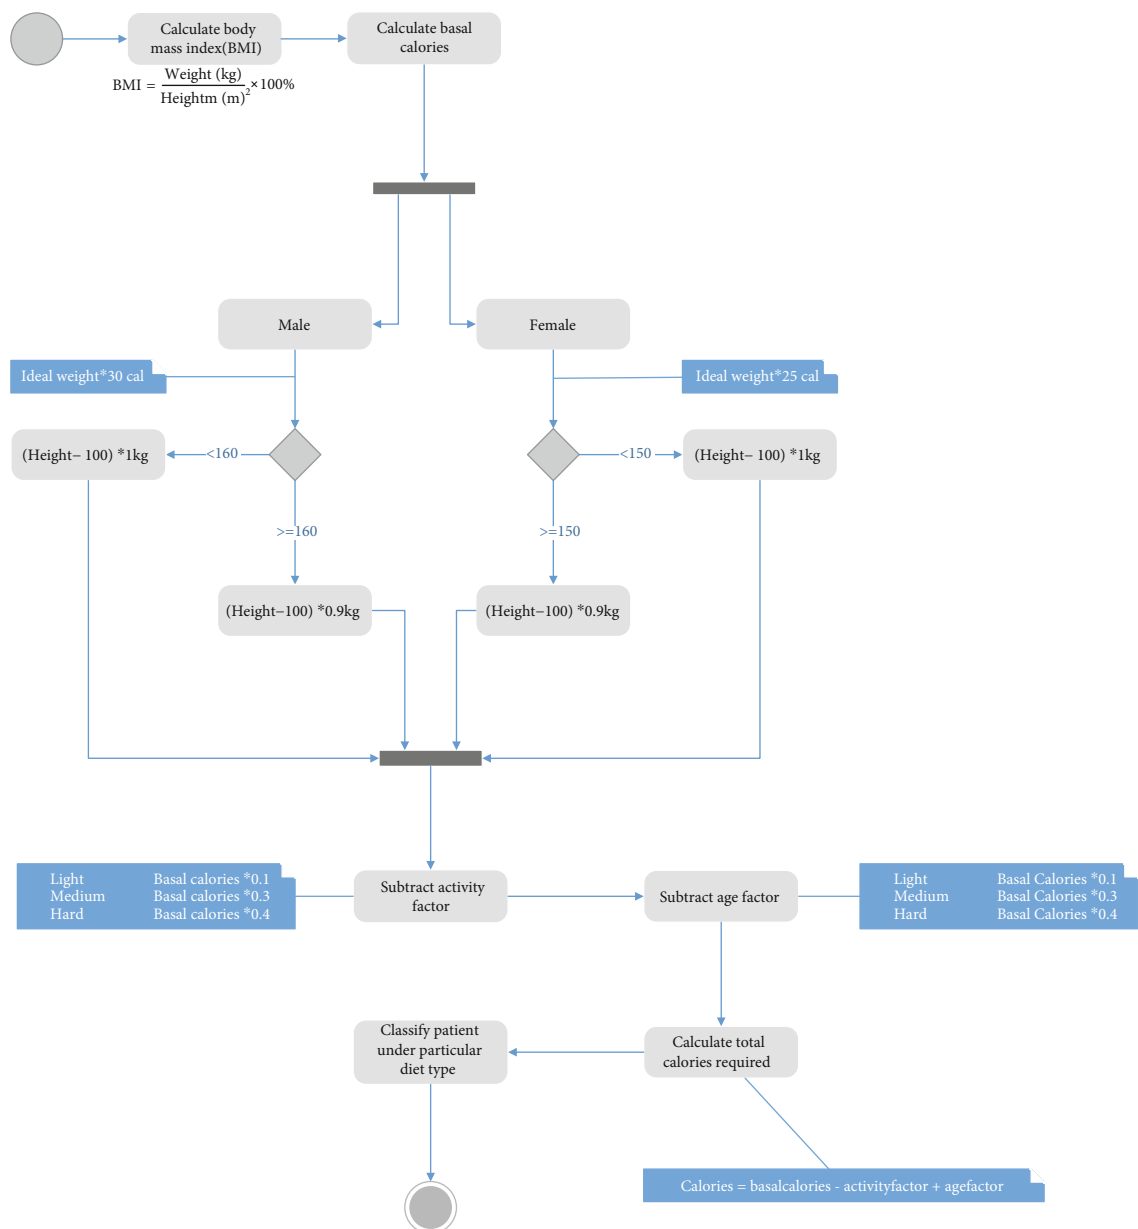 Calculate body
mass index(BMI)
Calculate basal
calories
BMI = Weight (kg) / Heightm (m)² ×100%
Male
Female
Ideal weight*30 cal
Ideal weight*25 cal
(Height− 100) *1kg
<160
<150
(Height− 100) *1kg
>=160
>=150
(Height−100) *0.9kg
(Height−100) *0.9kg
Light Basal calories *0.1
Medium Basal calories *0.3
Hard Basal calories *0.4
Subtract activity
factor
Subtract age factor
Light Basal Calories *0.1
Medium Basal Calories *0.3
Hard Basal Calories *0.4
Classify patient
under particular
diet type
Calculate total
calories required
Calories = basalcalories - activityfactor + agefactor